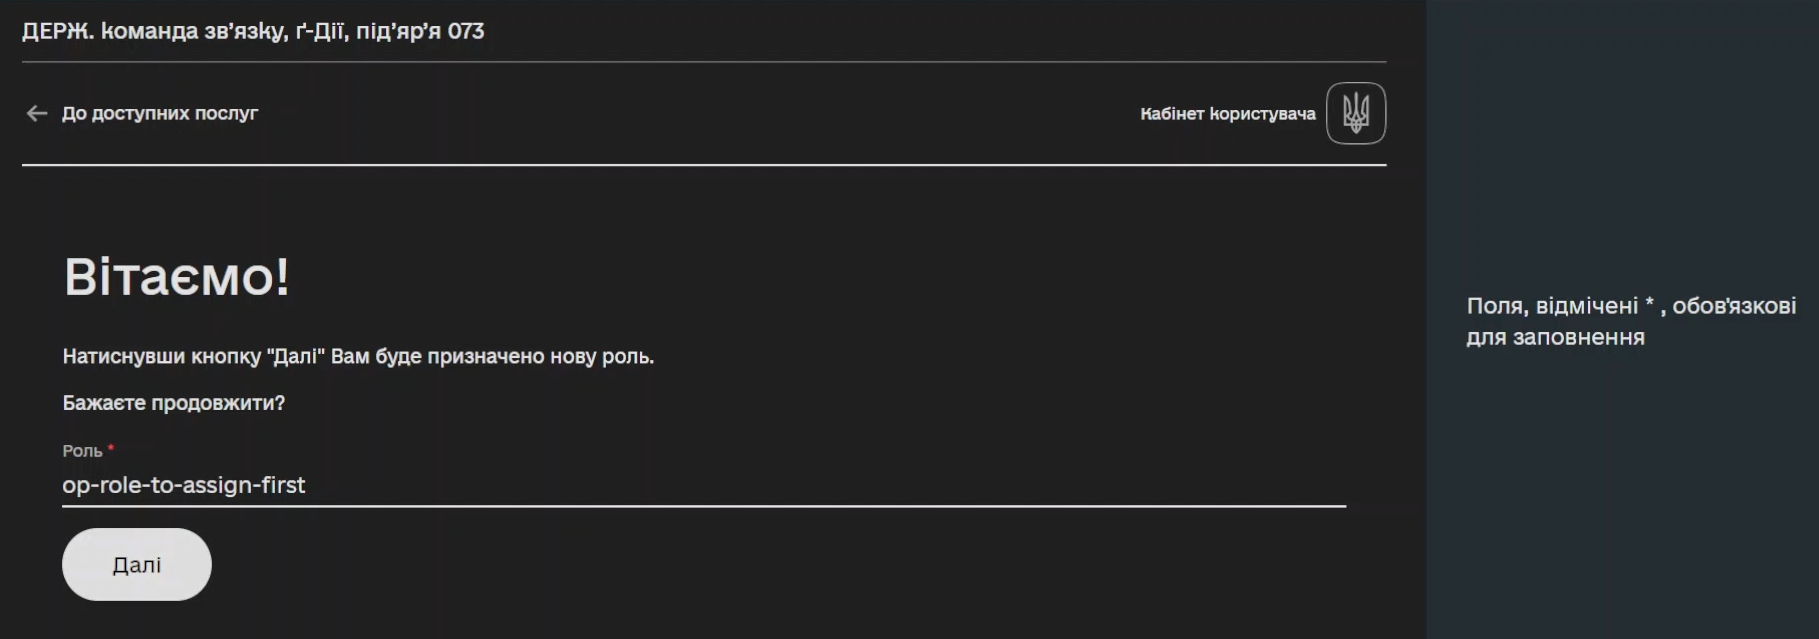 ДЕРЖ. команда зв’язку, ґ-Дії, під’яр’я 073
До доступних послуг
Кабінет користувача
Вітаємо!
Натиснувши кнопку "Далі" Вам буде призначено нову роль.
Бажаєте продовжити?
Роль *
op-role-to-assign-first
Далі
Поля, відмічені * , обов'язкові
для заповнення